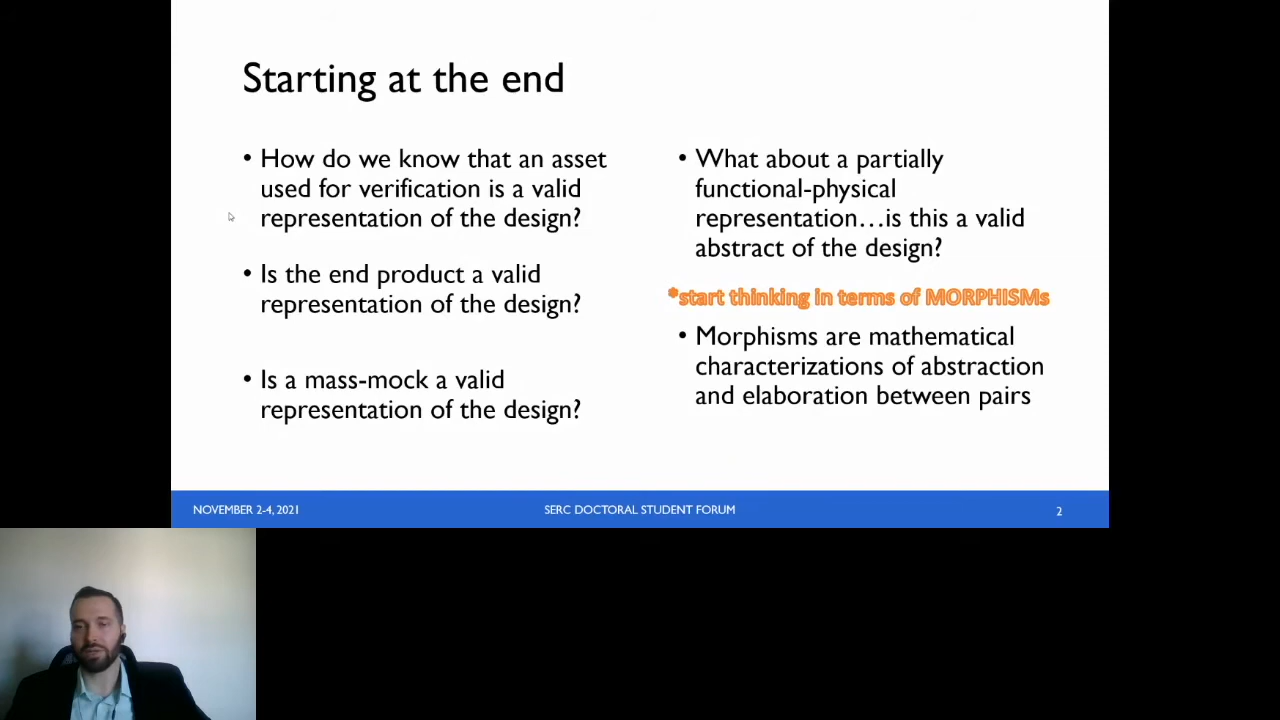 Starting at the end
• How do we know that an asset
used for verification is a valid
representation of the design?
• Is the end product a valid
representation of the design?
• Is a mass-mock a valid
representation of the design?
• What about a partially
functional-physical
representation...is this a valid
abstract of the design?
*start thinking in terms of MORPHISMs
• Morphisms are mathematical
characterizations of abstraction
and elaboration between pairs
NOVEMBER 2-4, 2021
SERC DOCTORAL STUDENT FORUM
2